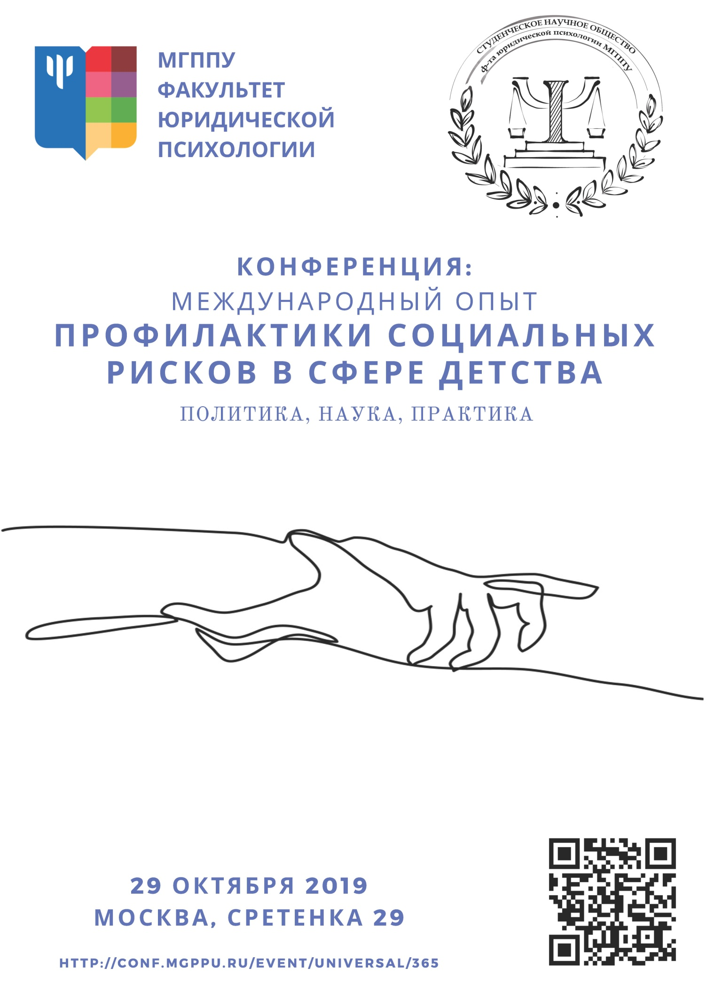 МГППУ
ФАКУЛЬТЕТ
ЮРИДИЧЕСКОЙ
ПСИХОЛОГИИ
СТУДЕНЧЕСКОЕ НАУЧНОЕ ОБЩЕСТВО
ф-та юридической психологии МГППУ
КОНФЕРЕНЦИЯ:
МЕЖДУНАРОДНЫЙ ОПЫТ
ПРОФИЛАКТИКИ СОЦИАЛЬНЫХ
РИСКОВ В СФЕРЕ ДЕТСТВА
ПОЛИТИКА, НАУКА, ПРАКТИКА
29 ОКТЯБРЯ 2019
МОСКВА, СРЕТЕНКА 29
HTTP://CONF.MGPPU.RU/EVENT/UNIVERSAL/365